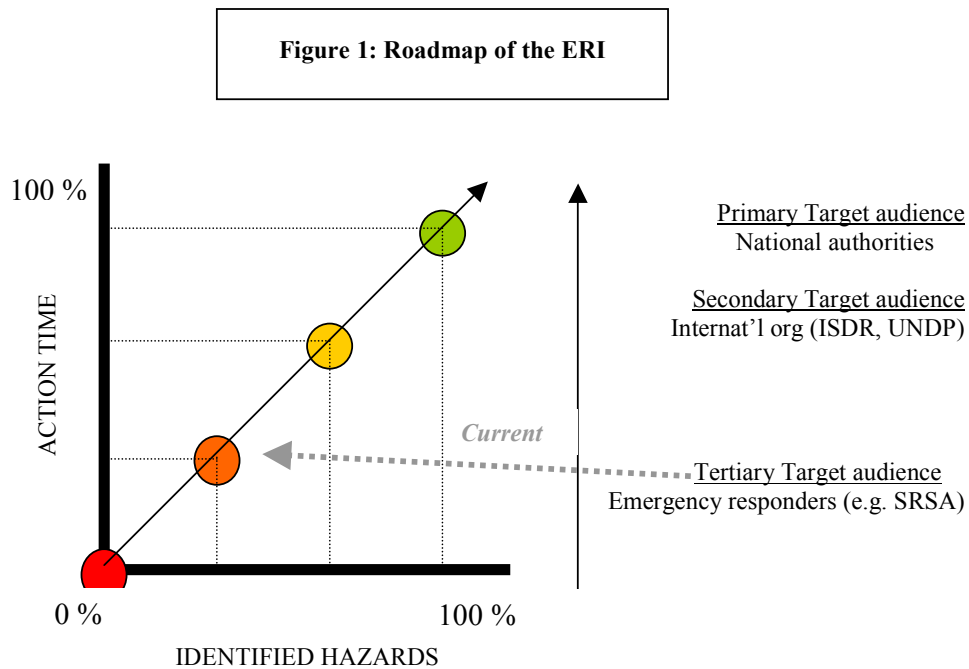 Figure 1: Roadmap of the ERI
100 %
Primary Target audience
National authorities
Secondary Target audience
Internat'l org (ISDR, UNDP)
ACTION TIME
Current
Tertiary Target audience
Emergency responders (e.g. SRSA)
0 %
100 %
IDENTIFIED HAZARDS